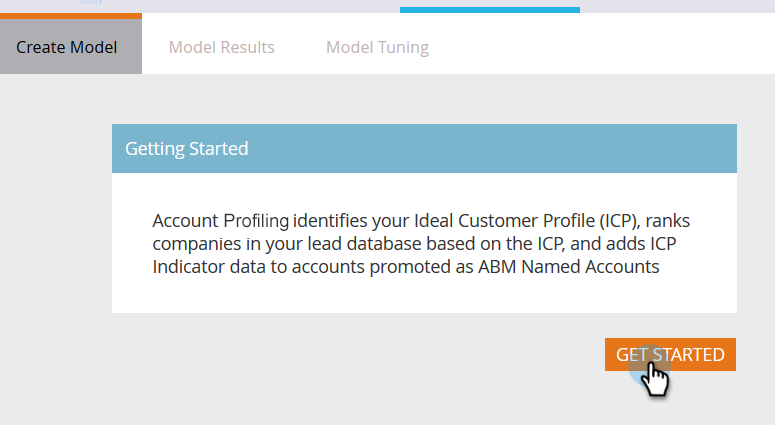 Create Model Model Results Model Tuning
Getting Started
Account Profiling identifies your Ideal Customer Profile (ICP), ranks
companies in your lead database based on the ICP, and adds ICP
Indicator data to accounts promoted as ABM Named Accounts
GET STARTED